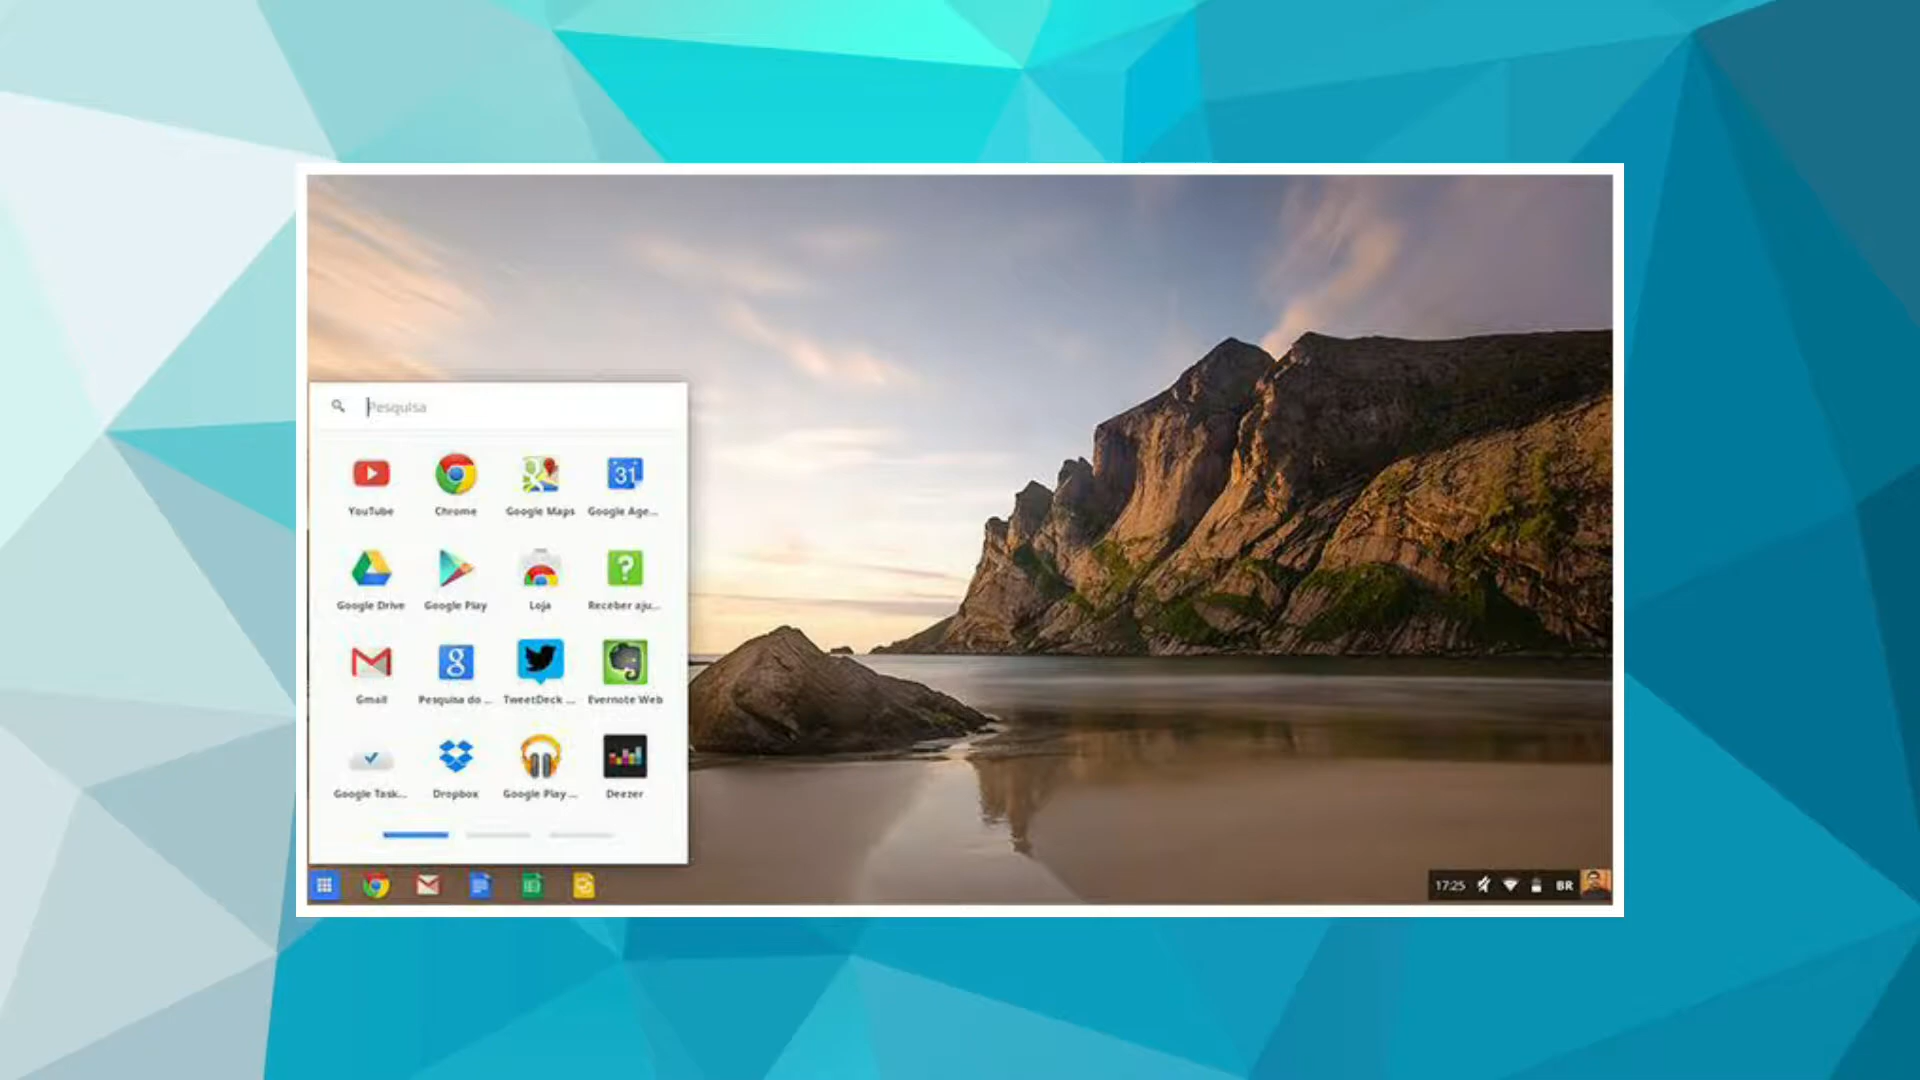 Pesquisa
31
YouTube Chrome Google Maps Google Age...
Google Drive Google Play Loja Receber aju...
Gmail Pesquisa do ... TweetDeck ... Evernote Web
Google Task... Dropbox Google Play ... Deezer
17:25 BR